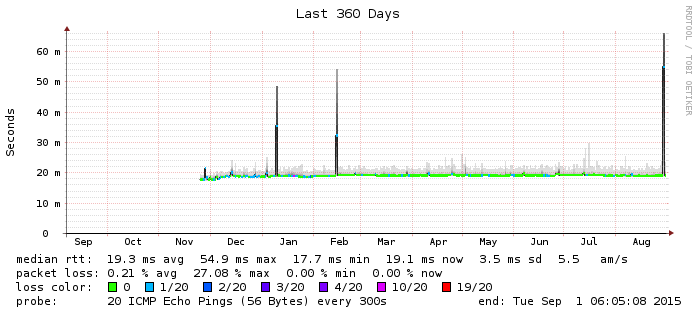 Last 360 Days
RRDTOOL / TOBI OETIKER
Seconds
60 m
50 m
40 m
30 m
20 m
10 m
0
Sep Oct Nov Dec Jan Feb Mar Apr May Jun Jul Aug
median rtt: 19.3 ms avg 54.9 ms max 17.7 ms min 19.1 ms now 3.5 ms sd 5.5 am/s
packet loss: 0.21 % avg 27.08 % max 0.00 % min 0.00 % now
loss color: 0 1/20 2/20 3/20 4/20 10/20 19/20
probe: 20 ICMP Echo Pings (56 Bytes) every 300s end: Tue Sep 1 06:05:08 2015